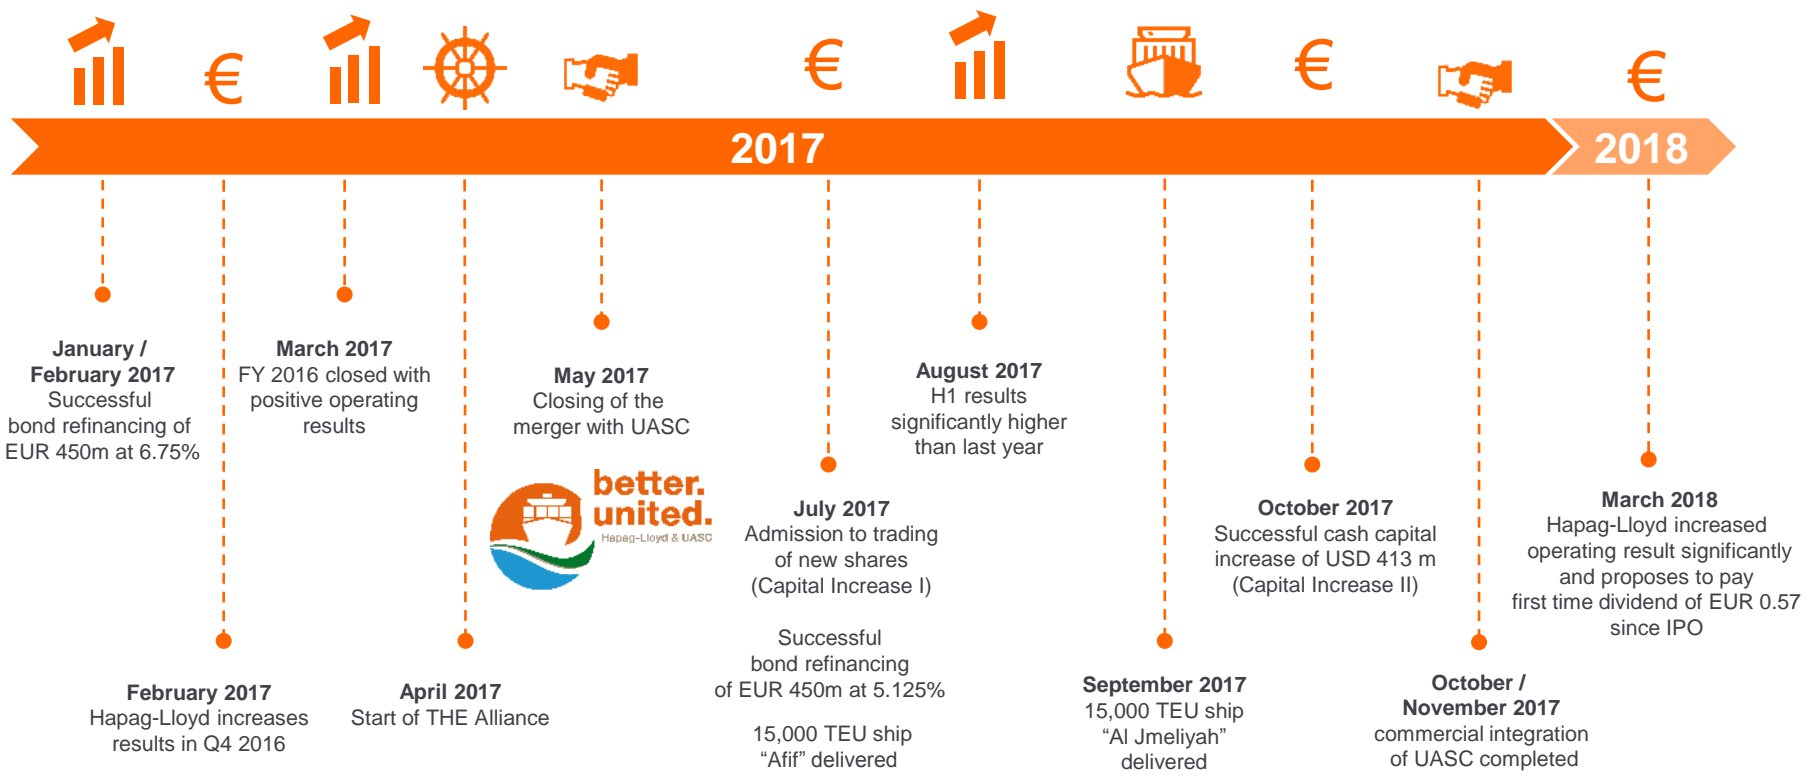 2017
2018
January /
February 2017
Successful
bond refinancing of
EUR 450m at 6.75%
February 2017
Hapag-Lloyd increases
results in Q4 2016
March 2017
FY 2016 closed with
positive operating
results
April 2017
Start of THE Alliance
May 2017
Closing of the
merger with UASC
better.
united.
Hapag-Lloyd & UASC
July 2017
Admission to trading
of new shares
(Capital Increase I)
Successful
bond refinancing
of EUR 450m at 5.125%
15,000 TEU ship
“Afif” delivered
August 2017
H1 results
significantly higher
than last year
September 2017
15,000 TEU ship
“Al Jmeliyah”
delivered
October 2017
Successful cash capital
increase of USD 413 m
(Capital Increase II)
October /
November 2017
commercial integration
of UASC completed
March 2018
Hapag-Lloyd increased
operating result significantly
and proposes to pay
first time dividend of EUR 0.57
since IPO